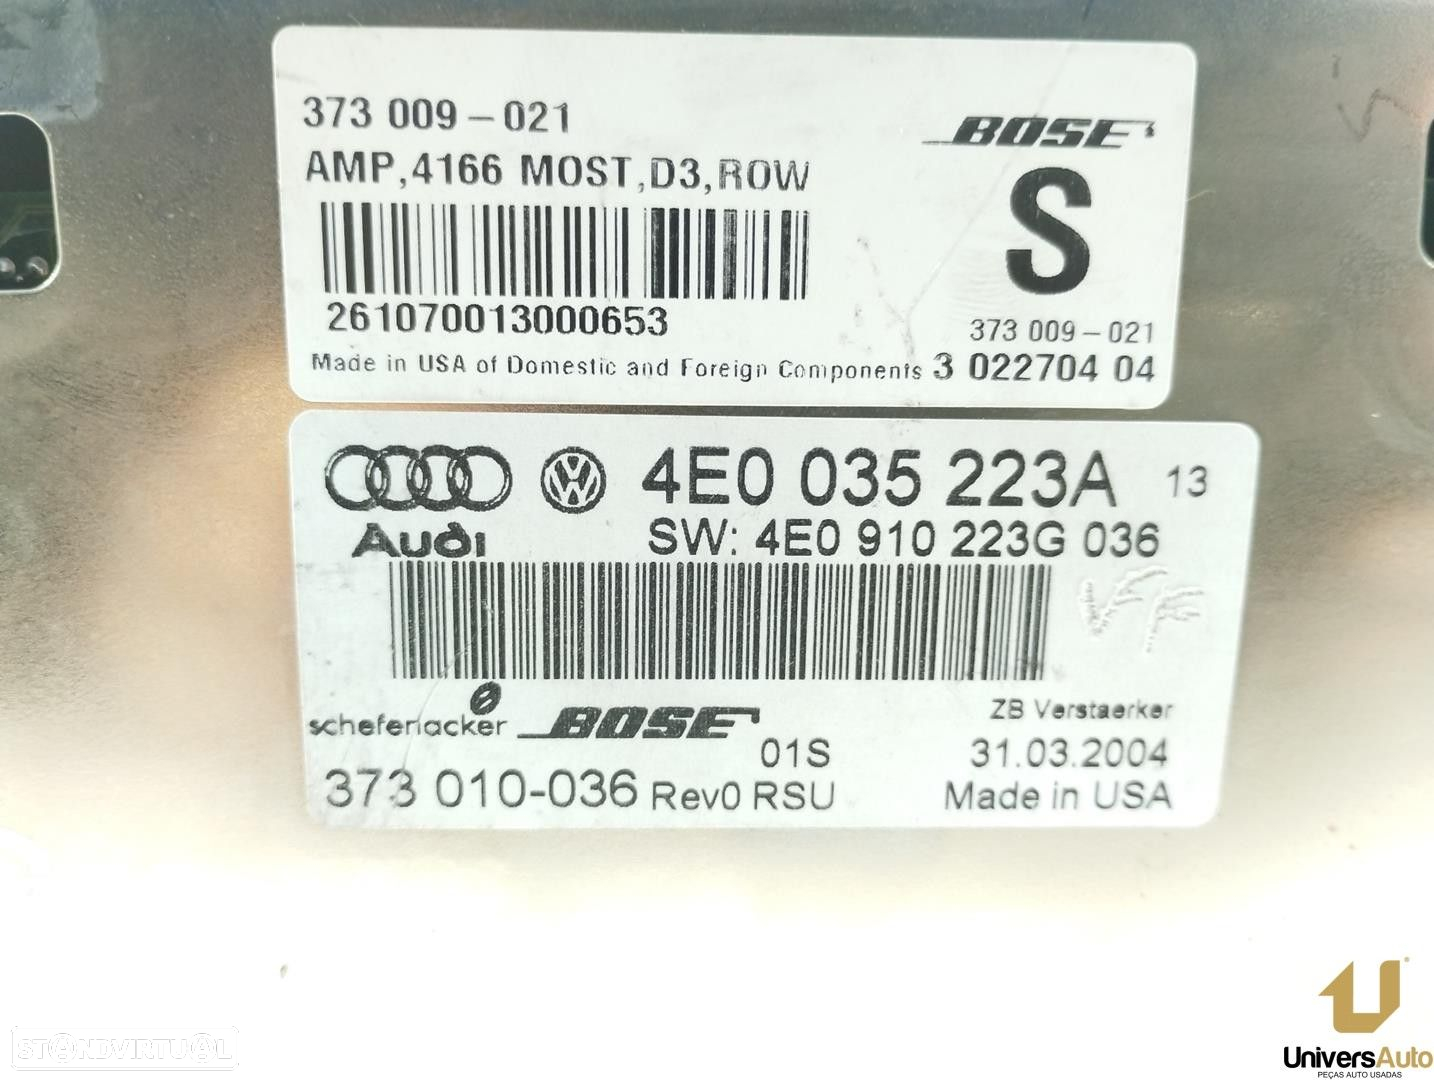 373 009-021
AMP,4166 MOST,D3,ROW
261070013000653
Made in USA of Domestic and Foreign Components
BOSE
S
373 009-021
3 022704 04
Audi
4E0 035 223A 13
SW: 4E0 910 223G 036
schefenacker BOSE
01S
373 010-036 Rev0 RSU
ZB Verstaerker
31.03.2004
Made in USA
STANDVIRTUAL
UniversAuto
PEÇAS AUTO USADAS